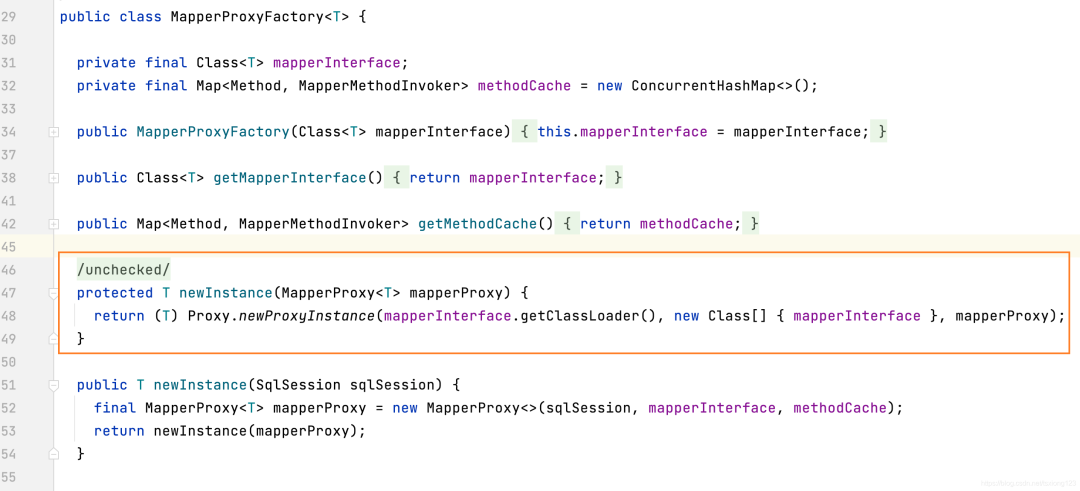 29 public class MapperProxyFactory<T> {
30
31 private final Class<T> mapperInterface;
32 private final Map<Method, MapperMethodInvoker> methodCache = new ConcurrentHashMap<>();
33
34 public MapperProxyFactory(Class<T> mapperInterface) { this.mapperInterface = mapperInterface; }
37
38 public Class<T> getMapperInterface() { return mapperInterface; }
41
42 public Map<Method, MapperMethodInvoker> getMethodCache() { return methodCache; }
45
46 /unchecked/
47 protected T newInstance(MapperProxy<T> mapperProxy) {
48 return (T) Proxy.newProxyInstance(mapperInterface.getClassLoader(), new Class[] { mapperInterface }, mapperProxy);
49 }
50
51 public T newInstance(SqlSession sqlSession) {
52 final MapperProxy<T> mapperProxy = new MapperProxy<>(sqlSession, mapperInterface, methodCache);
53 return newInstance(mapperProxy);
54 }
55